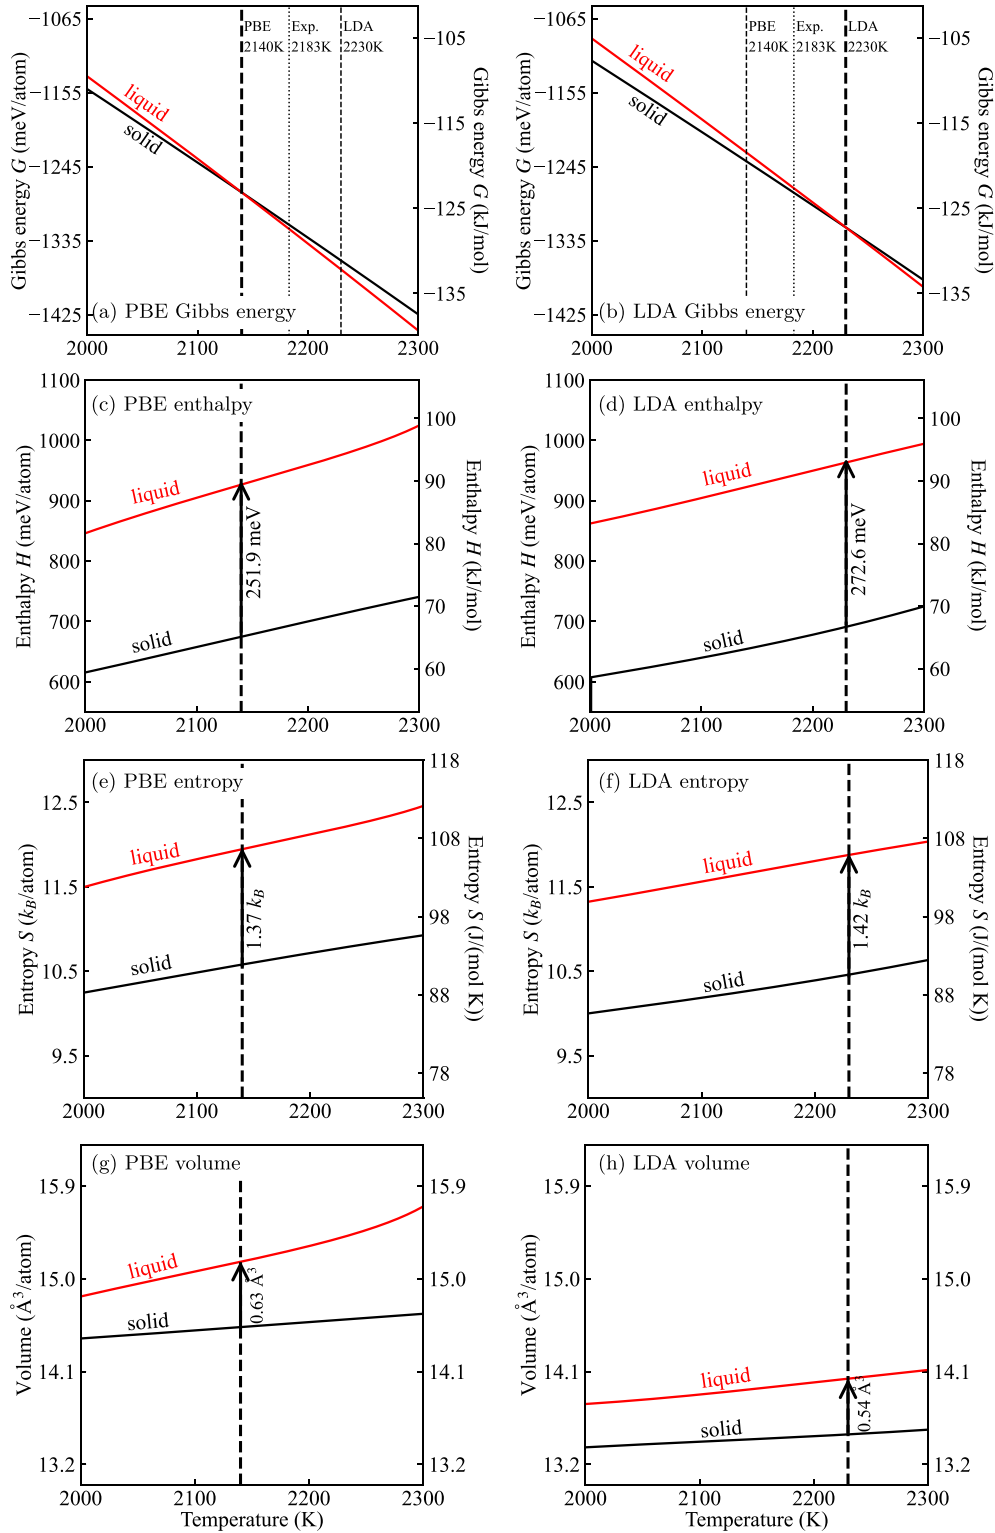 Gibbs energy G (meV/atom)
−1065
−1155
−1245
−1335
−1425
PBE
2140K
Exp.
2183K
LDA
2230K
liquid
solid
(a) PBE Gibbs energy
2000
2100
2200
2300
−105
−115
−125
−135
Gibbs energy G (kJ/mol)
Gibbs energy G (meV/atom)
−1065
−1155
−1245
−1335
−1425
PBE
2140K
Exp.
2183K
LDA
2230K
liquid
solid
(b) LDA Gibbs energy
2000
2100
2200
2300
−105
−115
−125
−135
Gibbs energy G (kJ/mol)
Enthalpy H (meV/atom)
1100
1000
900
800
700
600
(c) PBE enthalpy
liquid
251.9 meV
solid
2000
2100
2200
2300
100
90
80
70
60
Enthalpy H (kJ/mol)
Enthalpy H (meV/atom)
1100
1000
900
800
700
600
(d) LDA enthalpy
liquid
272.6 meV
solid
2000
2100
2200
2300
100
90
80
70
60
Enthalpy H (kJ/mol)
Entropy S (k_B/atom)
12.5
11.5
10.5
9.5
(e) PBE entropy
liquid
1.37 k_B
solid
2000
2100
2200
2300
118
108
98
88
78
Entropy S (J/(mol K))
Entropy S (k_B/atom)
12.5
11.5
10.5
9.5
(f) LDA entropy
liquid
1.42 k_B
solid
2000
2100
2200
2300
118
108
98
88
78
Entropy S (J/(mol K))
Volume (Å³/atom)
15.9
15.0
14.1
13.2
(g) PBE volume
liquid
0.63 Å³
solid
2000
2100
2200
2300
15.9
15.0
14.1
13.2
Temperature (K)
Volume (Å³/atom)
15.9
15.0
14.1
13.2
(h) LDA volume
liquid
0.54 Å³
solid
2000
2100
2200
2300
15.9
15.0
14.1
13.2
Temperature (K)